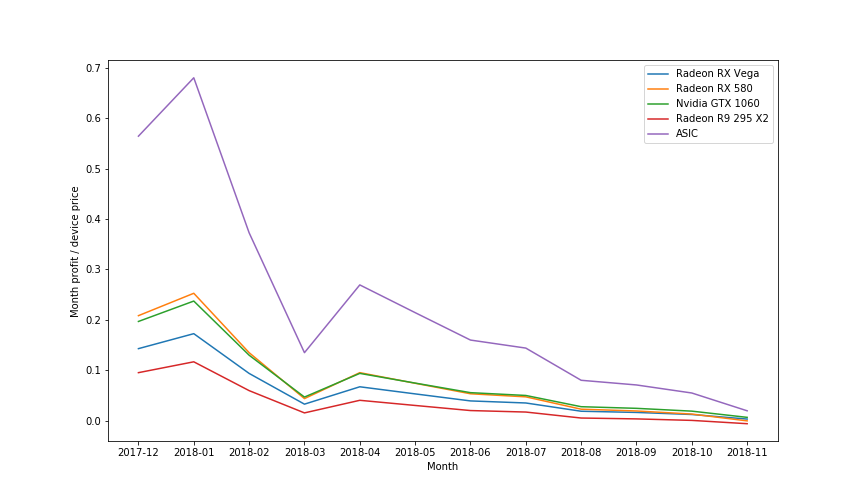 Radeon RX Vega
Radeon RX 580
Nvidia GTX 1060
Radeon R9 295 X2
ASIC
Month profit / device price
0.7
0.6
0.5
0.4
0.3
0.2
0.1
0.0
2017-12 2018-01 2018-02 2018-03 2018-04 2018-05 2018-06 2018-07 2018-08 2018-09 2018-10 2018-11
Month